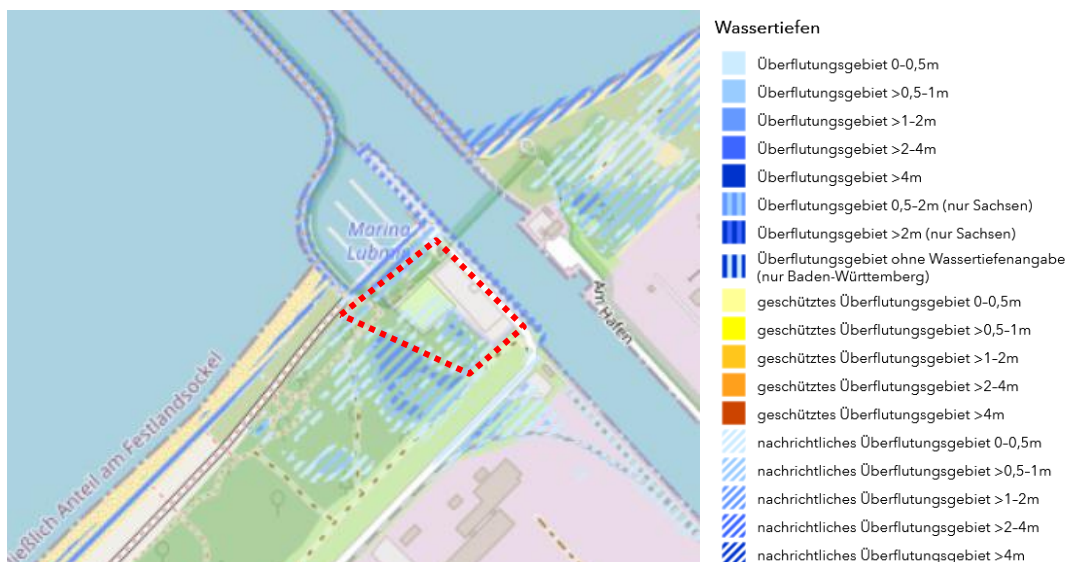 Marina
Lubmin
Am Hafen
ließlich Anteil am Festlandsockel
Wassertiefen
Überflutungsgebiet 0-0,5m
Überflutungsgebiet >0,5-1m
Überflutungsgebiet >1-2m
Überflutungsgebiet >2-4m
Überflutungsgebiet >4m
Überflutungsgebiet 0,5-2m (nur Sachsen)
Überflutungsgebiet >2m (nur Sachsen)
Überflutungsgebiet ohne Wassertiefenangabe
(nur Baden-Württemberg)
geschütztes Überflutungsgebiet 0-0,5m
geschütztes Überflutungsgebiet >0,5-1m
geschütztes Überflutungsgebiet >1-2m
geschütztes Überflutungsgebiet >2-4m
geschütztes Überflutungsgebiet >4m
nachrichtliches Überflutungsgebiet 0-0,5m
nachrichtliches Überflutungsgebiet >0,5-1m
nachrichtliches Überflutungsgebiet >1-2m
nachrichtliches Überflutungsgebiet >2-4m
nachrichtliches Überflutungsgebiet >4m